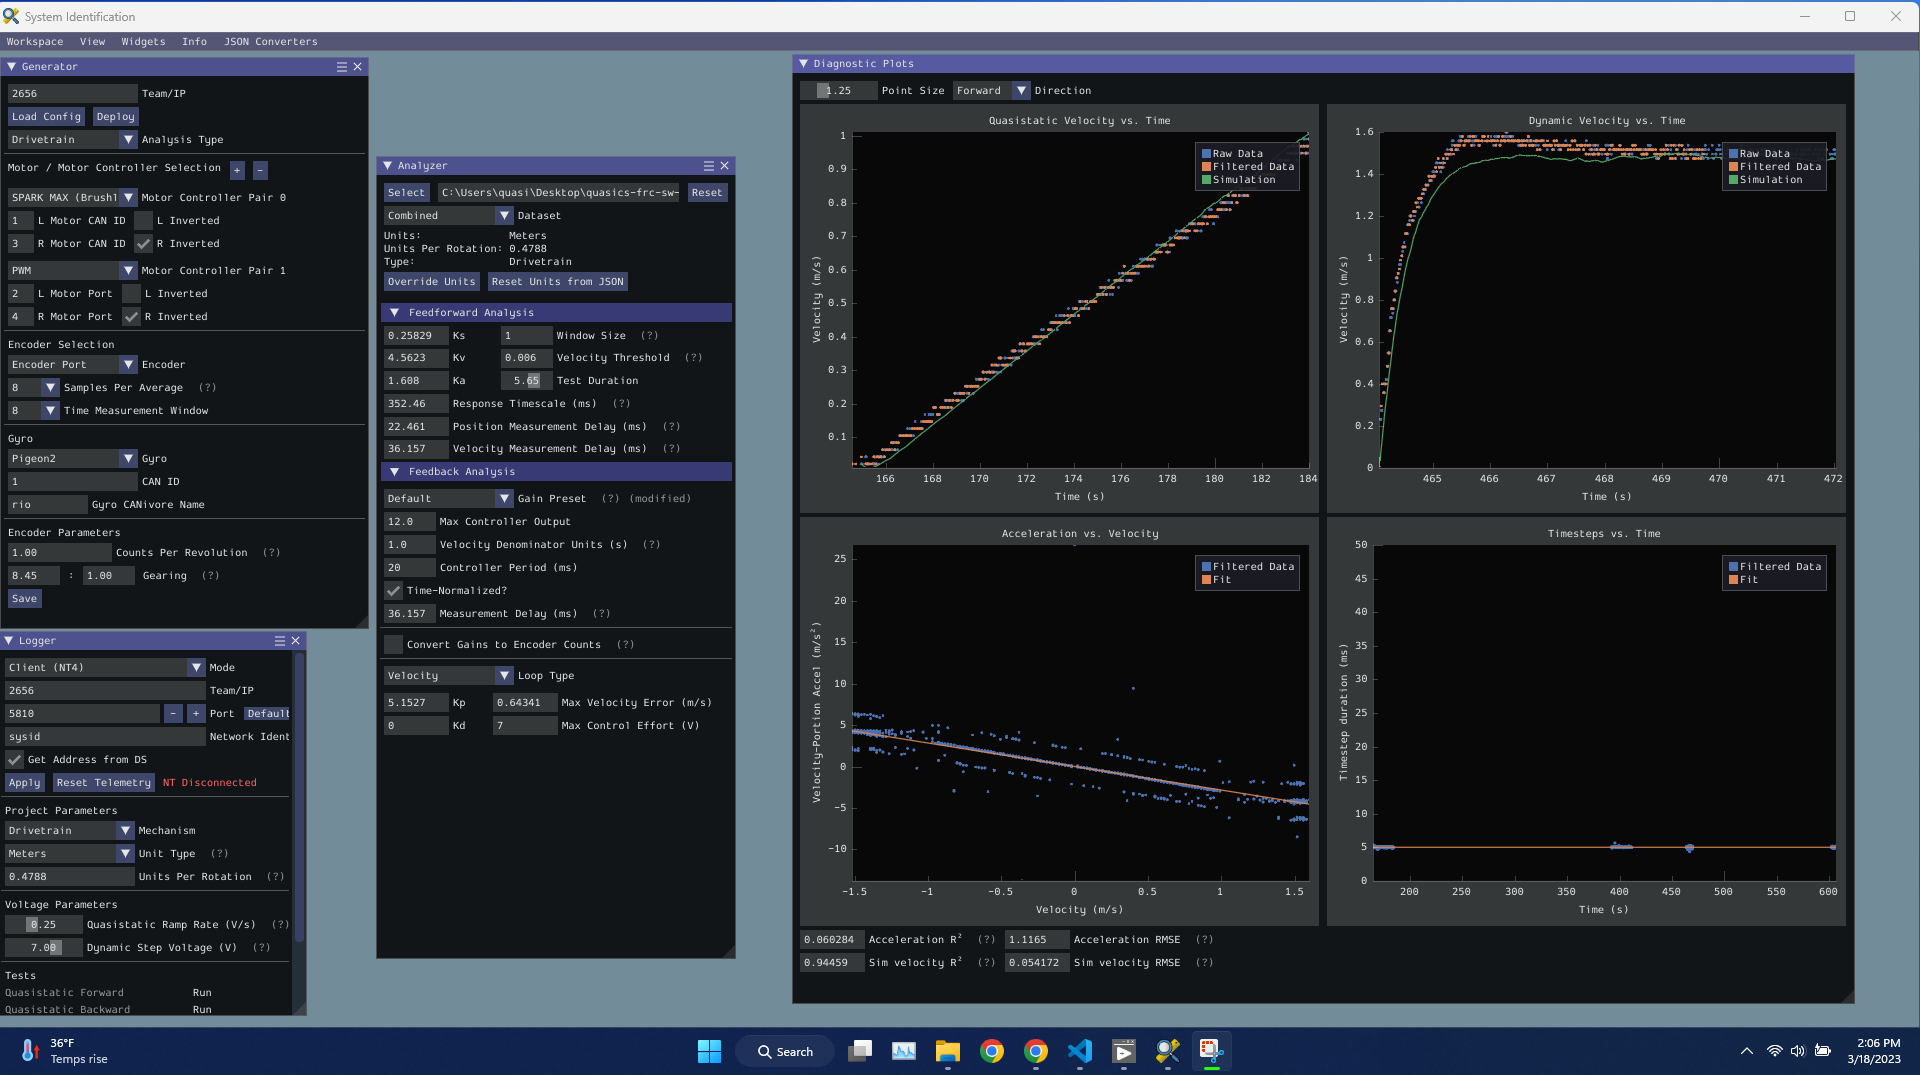 System Identification
Workspace View Widgets Info JSON Converters
Generator
2656 Team/IP
Load Config Deploy
Drivetrain Analysis Type
Motor / Motor Controller Selection + -
SPARK MAX (Brushl Motor Controller Pair 0
1 L Motor CAN ID L Inverted
3 R Motor CAN ID R Inverted
PWM Motor Controller Pair 1
2 L Motor Port L Inverted
4 R Motor Port R Inverted
Encoder Selection
Encoder Port Encoder
8 Samples Per Average (?)
8 Time Measurement Window
Gyro
Pigeon2 Gyro
1 CAN ID
rio Gyro CANivore Name
Encoder Parameters
1.00 Counts Per Revolution (?)
8.45 : 1.00 Gearing (?)
Save
Logger
Client (NT4) Mode
2656 Team/IP
5810 - + Port Default
sysid Network Ident
Get Address from DS
Apply Reset Telemetry NT Disconnected
Project Parameters
Drivetrain Mechanism
Meters Unit Type (?)
0.4788 Units Per Rotation (?)
Voltage Parameters
0.25 Quasistatic Ramp Rate (V/s) (?)
7.00 Dynamic Step Voltage (V) (?)
Tests
Quasistatic Forward Run
Quasistatic Backward Run
Analyzer
Select C:\Users\quasi\Desktop\quasics-frc-sw- Reset
Combined Dataset
Units: Meters
Units Per Rotation: 0.4788
Type: Drivetrain
Override Units Reset Units from JSON
Feedforward Analysis
0.25829 Ks 1 Window Size (?)
4.5623 Kv 0.006 Velocity Threshold (?)
1.608 Ka 5.65 Test Duration
352.46 Response Timescale (ms) (?)
22.461 Position Measurement Delay (ms) (?)
36.157 Velocity Measurement Delay (ms) (?)
Feedback Analysis
Default Gain Preset (?) (modified)
12.0 Max Controller Output
1.0 Velocity Denominator Units (s) (?)
20 Controller Period (ms)
Time-Normalized?
36.157 Measurement Delay (ms) (?)
Convert Gains to Encoder Counts (?)
Velocity Loop Type
5.1527 Kp 0.64341 Max Velocity Error (m/s)
0 Kd 7 Max Control Effort (V)
Diagnostic Plots
1.25 Point Size Forward Direction
Quasistatic Velocity vs. Time
Raw Data
Filtered Data
Simulation
1
0.9
0.8
0.7
0.6
0.5
0.4
0.3
0.2
0.1
Velocity (m/s)
166 168 170 172 174 176 178 180 182 184
Time (s)
Dynamic Velocity vs. Time
Raw Data
Filtered Data
Simulation
1.6
1.4
1.2
1
0.8
0.6
0.4
0.2
0
Velocity (m/s)
465 466 467 468 469 470 471 472
Time (s)
Acceleration vs. Velocity
Filtered Data
Fit
25
20
15
10
5
0
-5
-10
Velocity-Portion Accel (m/s²)
-1.5 -1 -0.5 0 0.5 1 1.5
Velocity (m/s)
Timesteps vs. Time
Filtered Data
Fit
50
45
40
35
30
25
20
15
10
5
0
Timestep duration (ms)
200 250 300 350 400 450 500 550 600
Time (s)
0.060284 Acceleration R² (?) 1.1165 Acceleration RMSE (?)
0.94459 Sim velocity R² (?) 0.054172 Sim velocity RMSE (?)
36°F
Temps rise
Search
2:06 PM
3/18/2023